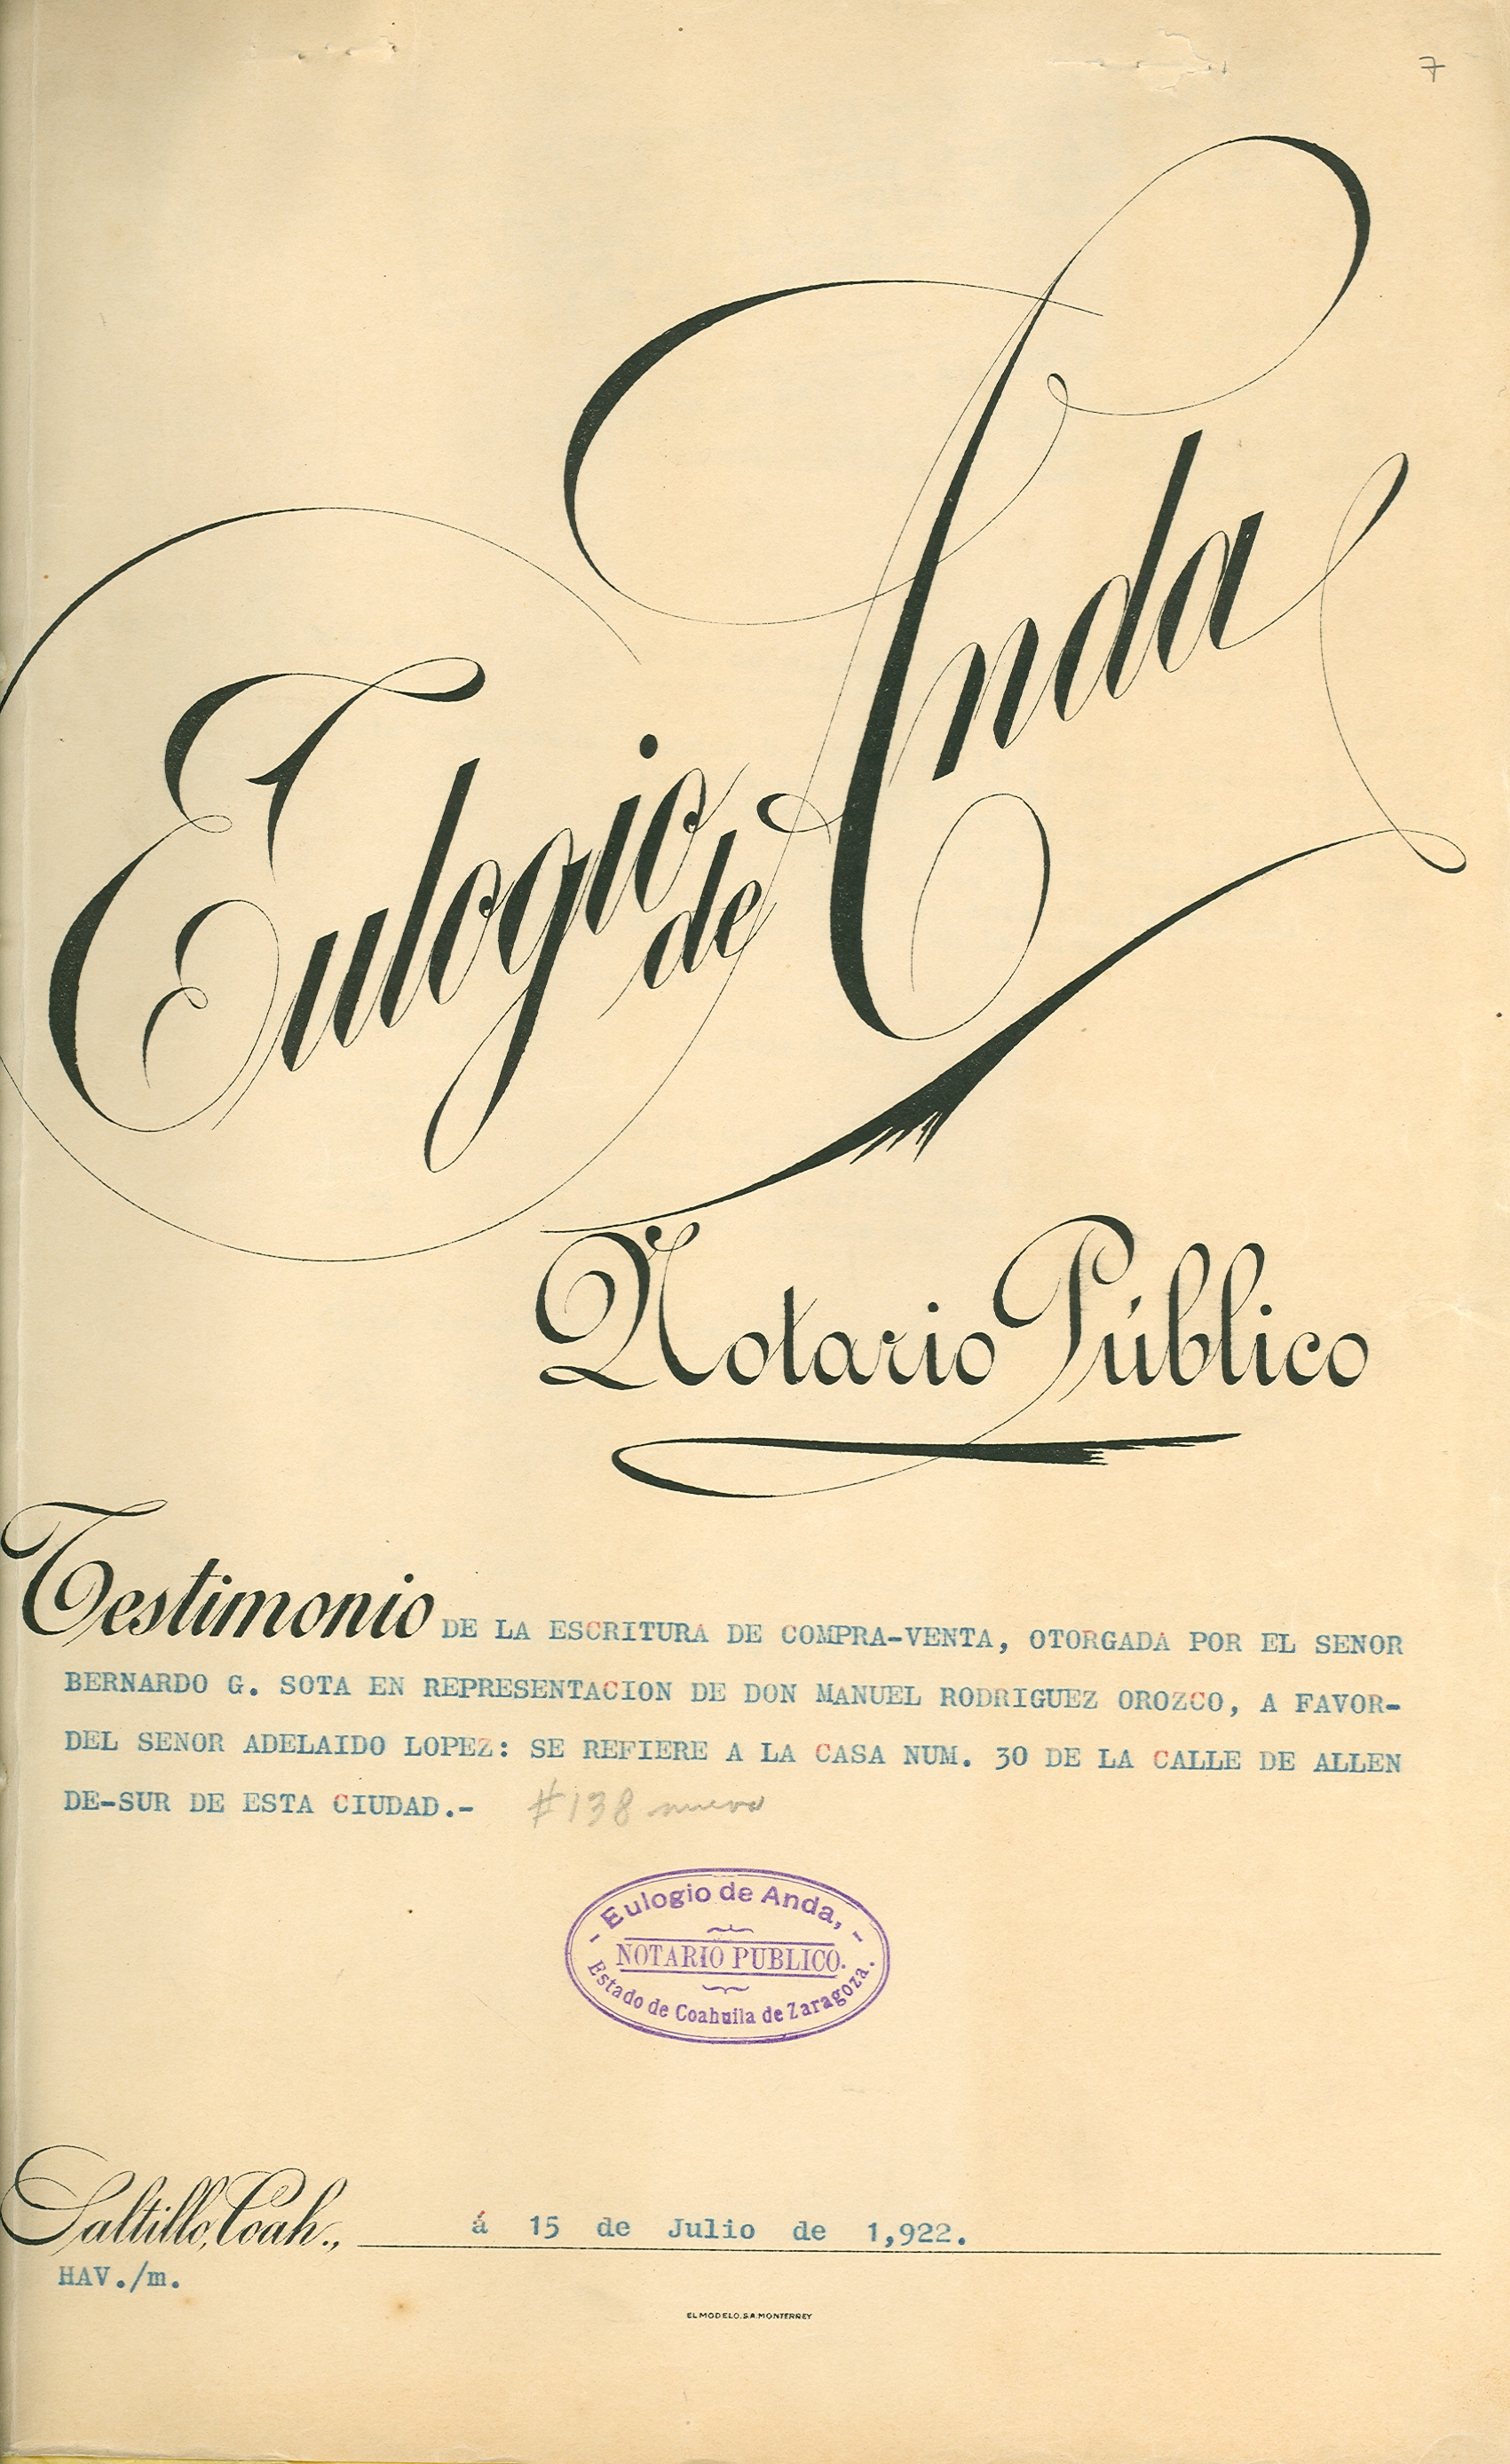 7
Eulogio de Anda
Notario Público
Testimonio DE LA ESCRITURA DE COMPRA-VENTA, OTORGADA POR EL SENOR
BERNARDO G. SOTA EN REPRESENTACION DE DON MANUEL RODRIGUEZ OROZCO, A FAVOR-
DEL SENOR ADELAIDO LOPEZ: SE REFIERE A LA CASA NUM. 30 DE LA CALLE DE ALLEN
DE-SUR DE ESTA CIUDAD.- #138 nuevo
- Eulogio de Anda, -
NOTARIO PUBLICO.
Estado de Coahuila de Zaragoza.
Saltillo, Coah., á 15 de Julio de 1,922.
HAV./m.
EL MODELO. S.A. MONTERREY